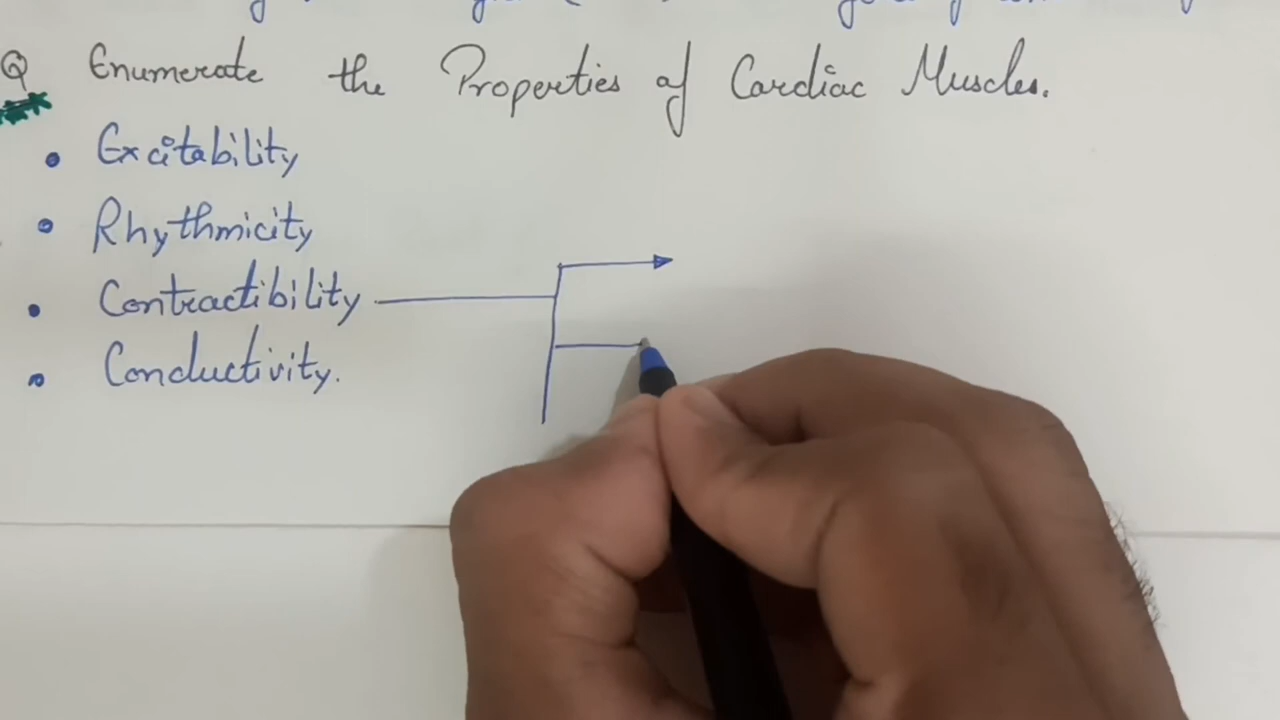 Q Enumerate the Properties of Cardiac Muscles.
• Excitability
• Rhythmicity
• Contractibility
• Conductivity.